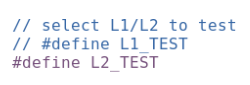 // select L1/L2 to test
// #define L1_TEST
#define L2_TEST